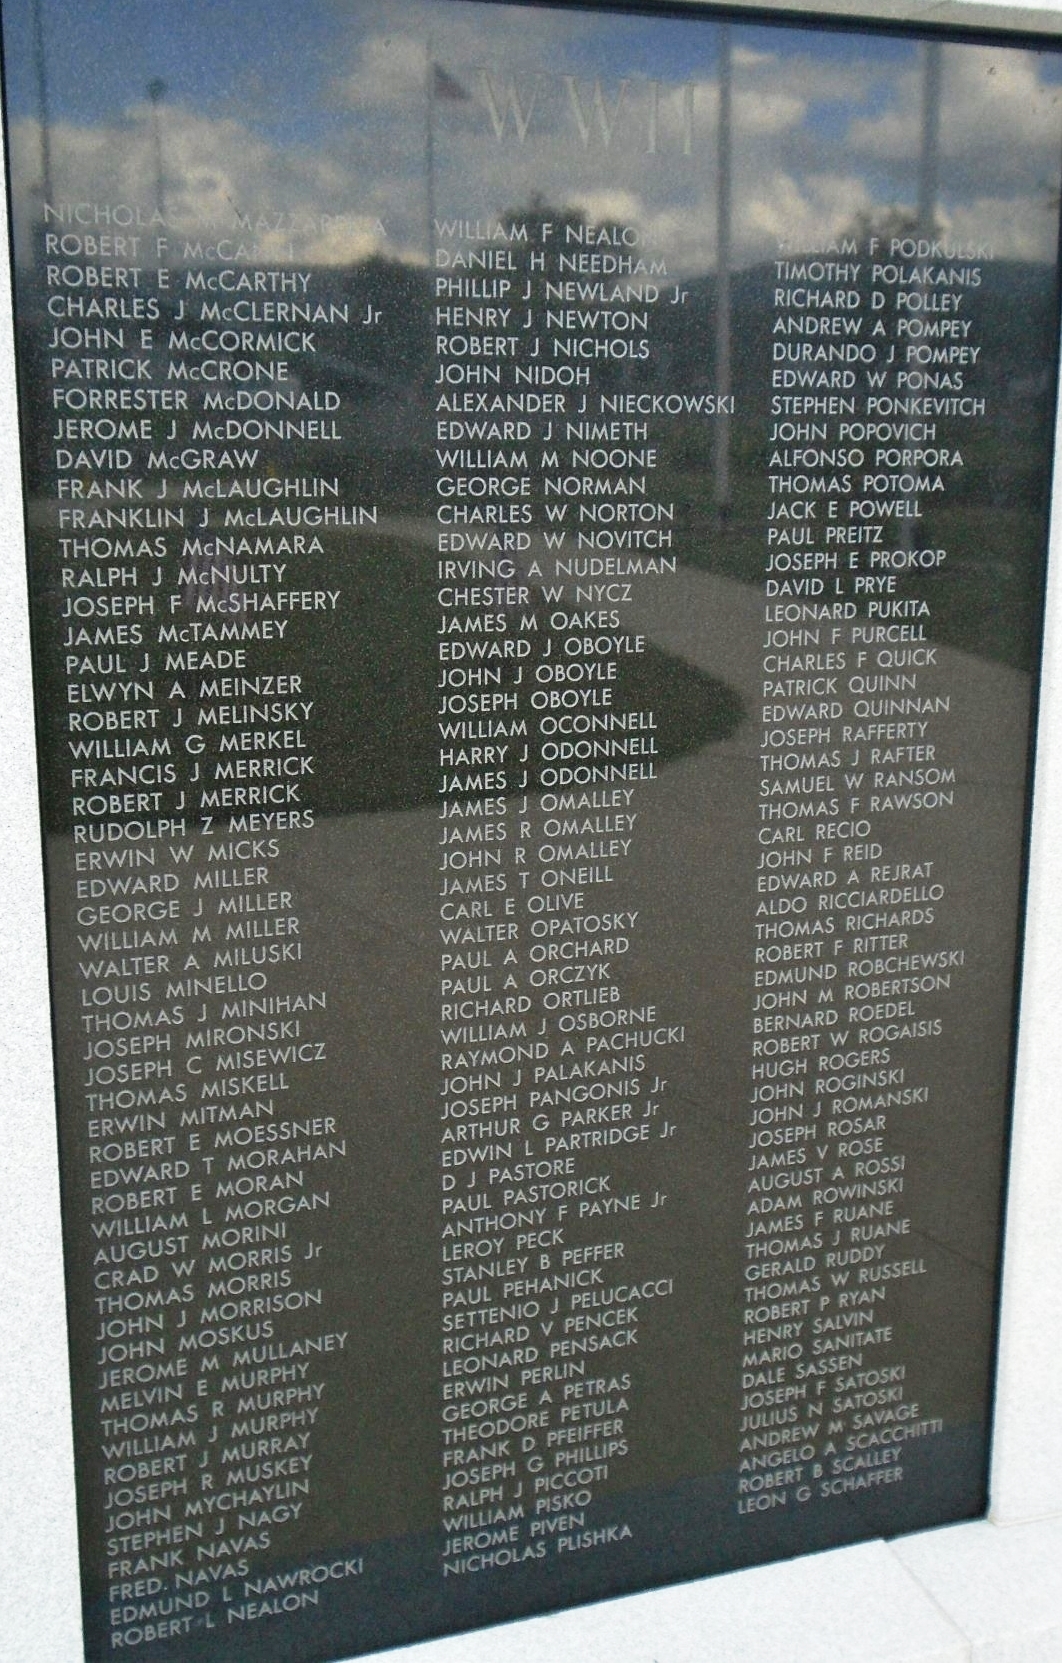 WWII
NICHOLAS M MAZZARELLA
ROBERT F McCANN
ROBERT E McCARTHY
CHARLES J McCLERNAN Jr
JOHN E McCORMICK
PATRICK McCRONE
FORRESTER McDONALD
JEROME J McDONNELL
DAVID McGRAW
FRANK J McLAUGHLIN
FRANKLIN J McLAUGHLIN
THOMAS McNAMARA
RALPH J McNULTY
JOSEPH F McSHAFFERY
JAMES McTAMMEY
PAUL J MEADE
ELWYN A MEINZER
ROBERT J MELINSKY
WILLIAM G MERKEL
FRANCIS J MERRICK
ROBERT J MERRICK
RUDOLPH Z MEYERS
ERWIN W MICKS
EDWARD MILLER
GEORGE J MILLER
WILLIAM M MILLER
WALTER A MILUSKI
LOUIS MINELLO
THOMAS J MINIHAN
JOSEPH MIRONSKI
JOSEPH C MISEWICZ
THOMAS MISKELL
ERWIN MITMAN
ROBERT E MOESSNER
EDWARD T MORAHAN
ROBERT E MORAN
WILLIAM L MORGAN
AUGUST MORINI
CRAD W MORRIS Jr
THOMAS MORRIS
JOHN J MORRISON
JOHN MOSKUS
JEROME M MULLANEY
MELVIN E MURPHY
THOMAS R MURPHY
WILLIAM J MURPHY
ROBERT J MURRAY
JOSEPH R MUSKEY
JOHN MYCHAYLIN
STEPHEN J NAGY
FRANK NAVAS
FRED. NAVAS
EDMUND L NAWROCKI
ROBERT L NEALON
WILLIAM F NEALON
DANIEL H NEEDHAM
PHILLIP J NEWLAND Jr
HENRY J NEWTON
ROBERT J NICHOLS
JOHN NIDOH
ALEXANDER J NIECKOWSKI
EDWARD J NIMETH
WILLIAM M NOONE
GEORGE NORMAN
CHARLES W NORTON
EDWARD W NOVITCH
IRVING A NUDELMAN
CHESTER W NYCZ
JAMES M OAKES
EDWARD J OBOYLE
JOHN J OBOYLE
JOSEPH OBOYLE
WILLIAM OCONNELL
HARRY J ODONNELL
JAMES J ODONNELL
JAMES J OMALLEY
JAMES R OMALLEY
JOHN R OMALLEY
JAMES T ONEILL
CARL E OLIVE
WALTER OPATOSKY
PAUL A ORCHARD
PAUL A ORCZYK
RICHARD ORTLIEB
WILLIAM J OSBORNE
RAYMOND A PACHUCKI
JOHN J PALAKANIS
JOSEPH PANGONIS Jr
ARTHUR G PARKER Jr
EDWIN L PARTRIDGE Jr
D J PASTORE
PAUL PASTORICK
ANTHONY F PAYNE Jr
LEROY PECK
STANLEY B PEFFER
PAUL PEHANICK
SETTENIO J PELUCACCI
RICHARD V PENCEK
LEONARD PENSACK
ERWIN PERLIN
GEORGE A PETRAS
THEODORE PETULA
FRANK D PFEIFFER
JOSEPH G PHILLIPS
RALPH J PICCOTI
WILLIAM PISKO
JEROME PIVEN
NICHOLAS PLISHKA
WILLIAM F PODKULSKI
TIMOTHY POLAKANIS
RICHARD D POLLEY
ANDREW A POMPEY
DURANDO J POMPEY
EDWARD W PONAS
STEPHEN PONKEVITCH
JOHN POPOVICH
ALFONSO PORPORA
THOMAS POTOMA
JACK E POWELL
PAUL PREITZ
JOSEPH E PROKOP
DAVID L PRYE
LEONARD PUKITA
JOHN F PURCELL
CHARLES F QUICK
PATRICK QUINN
EDWARD QUINNAN
JOSEPH RAFFERTY
THOMAS J RAFTER
SAMUEL W RANSOM
THOMAS F RAWSON
CARL RECIO
JOHN F REID
EDWARD A REJRAT
ALDO RICCIARDELLO
THOMAS RICHARDS
ROBERT F RITTER
EDMUND ROBCHEWSKI
JOHN M ROBERTSON
BERNARD ROEDEL
ROBERT W ROGAISIS
HUGH ROGERS
JOHN ROGINSKI
JOHN J ROMANSKI
JOSEPH ROSAR
JAMES V ROSE
AUGUST A ROSSI
ADAM ROWINSKI
JAMES F RUANE
THOMAS J RUANE
GERALD RUDDY
THOMAS W RUSSELL
ROBERT P RYAN
HENRY SALVIN
MARIO SANITATE
DALE SASSEN
JOSEPH F SATOSKI
JULIUS N SATOSKI
ANDREW M SAVAGE
ANGELO A SCACCHITTI
ROBERT B SCALLEY
LEON G SCHAFFER